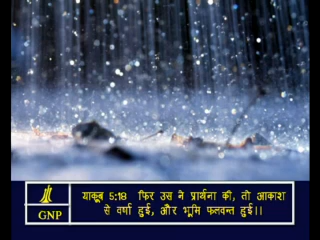 याकूब 5:18 फिर उस ने प्रार्थना की, तो आकाश
से वर्षा हुई, और भूमि फलवन्त हुई।।
GNP